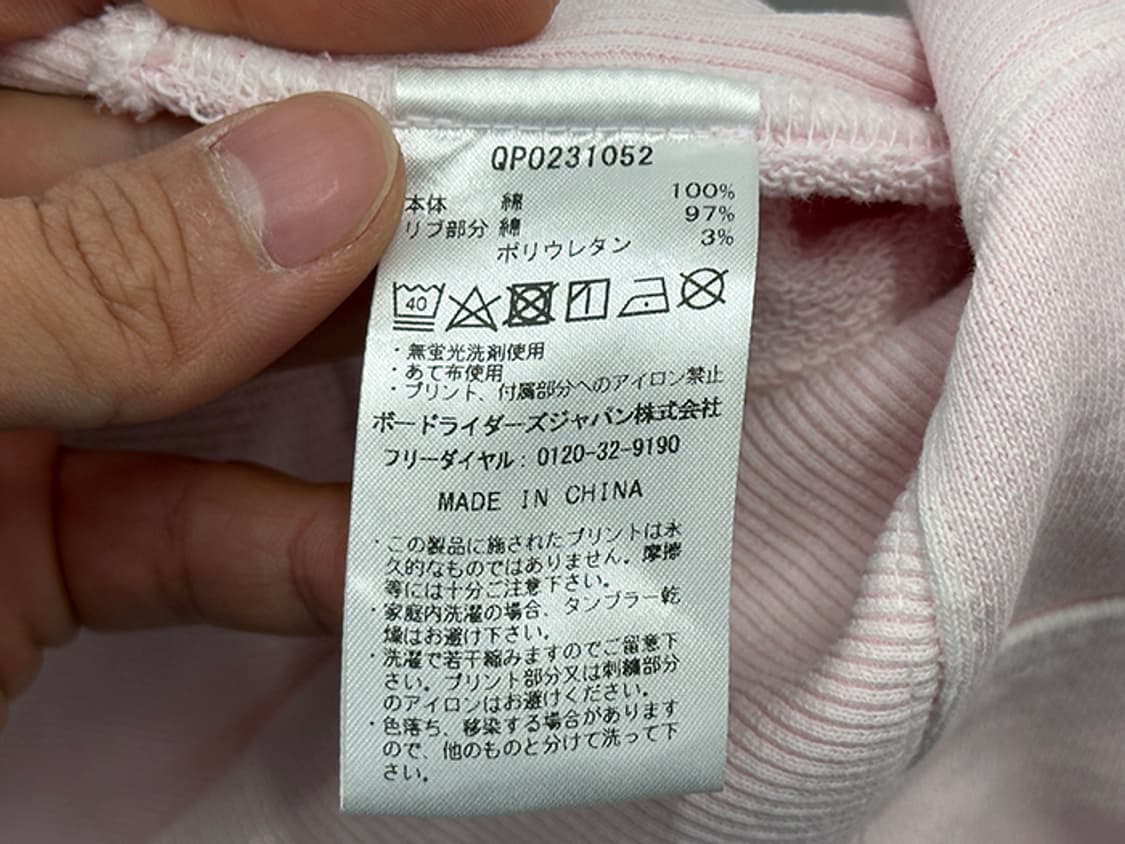 QP0231052
本体 綿 100%
リブ部分 綿 97%
ポリウレタン 3%
40
・無蛍光洗剤使用
・あて布使用
・プリント、付属部分へのアイロン禁止
ボードライダーズジャパン株式会社
フリーダイヤル：0120-32-9190
MADE IN CHINA
・この製品に施されたプリントは永
久的なものではありません。摩擦
等には十分ご注意下さい。
・家庭内洗濯の場合、タンブラー乾
燥はお避け下さい。
・洗濯で若干縮みますのでご留意下
さい。プリント部分又は刺繍部分
のアイロンはお避けください。
・色落ち、移染する場合があります
ので、他のものと分けて洗って下
さい。